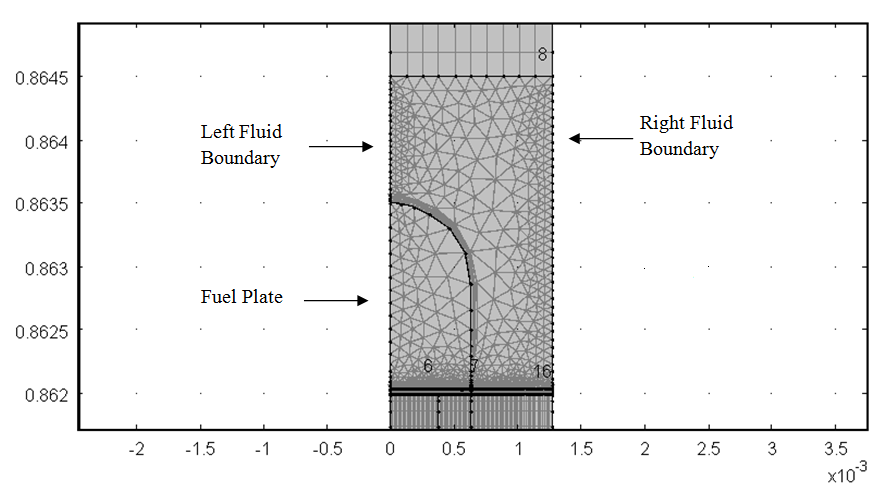 8
0.8645
Left Fluid
Boundary
Right Fluid
Boundary
0.864
0.8635
0.863
Fuel Plate
0.8625
6
7
16
0.862
-2 -1.5 -1 -0.5 0 0.5 1 1.5 2 2.5 3 3.5
x10⁻³